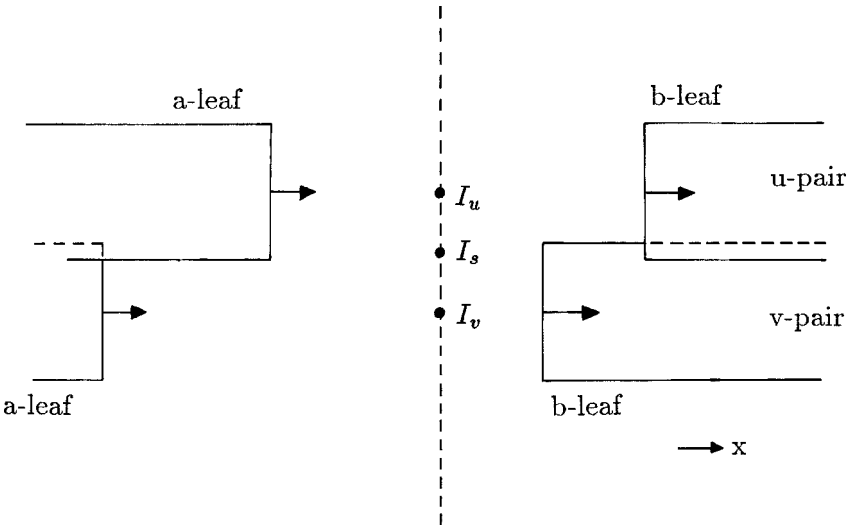 a-leaf
b-leaf
u-pair
I_u
I_s
I_v
v-pair
a-leaf
b-leaf
x